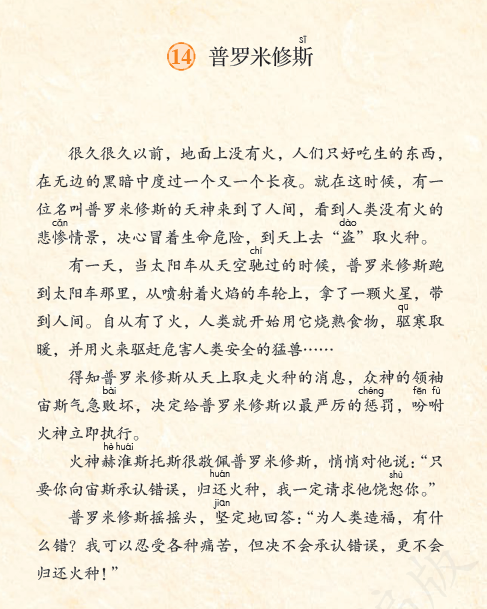 sī
14 普罗米修斯
很久很久以前，地面上没有火，人们只好吃生的东西，
在无边的黑暗中度过一个又一个长夜。就在这时候，有一
位名叫普罗米修斯的天神来到了人间，看到人类没有火的
cǎn dào
悲惨情景，决心冒着生命危险，到天上去“盗”取火种。
chí
有一天，当太阳车从天空驰过的时候，普罗米修斯跑
到太阳车那里，从喷射着火焰的车轮上，拿了一颗火星，带
qū
到人间。自从有了火，人类就开始用它烧熟食物，驱寒取
暖，并用火来驱赶危害人类安全的猛兽……
得知普罗米修斯从天上取走火种的消息，众神的领袖
bài chéng fēn fù
宙斯气急败坏，决定给普罗米修斯以最严厉的惩罚，吩咐
火神立即执行。
hè huái
火神赫淮斯托斯很敬佩普罗米修斯，悄悄对他说：“只
huán shù
要你向宙斯承认错误，归还火种，我一定请求他饶恕你。”
jiān
普罗米修斯摇摇头，坚定地回答：“为人类造福，有什
么错？我可以忍受各种痛苦，但决不会承认错误，更不会
归还火种！”